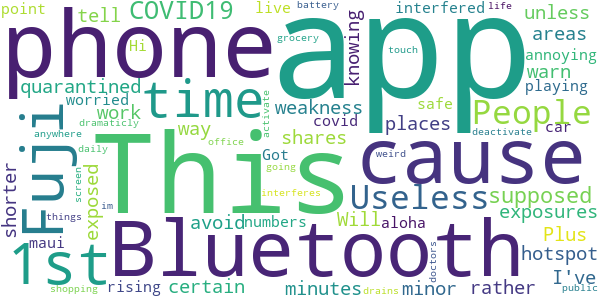 point tell COVID19 live battery interfered life unless
Hi grocery knowing areas
phone app touch annoying
quarantined time warn playing
worried weakness People
anywhere work activate covid safe places car
dramaticly way office shares deactivate
daily Fuji This Got cause weird
shorter screen exposed going Useless supposed
im interferes exposures
things avoid numbers Will aloha Plus
maui 1st Bluetooth doctors hotspot
rising certain minutes minor rather I've
shopping drains public